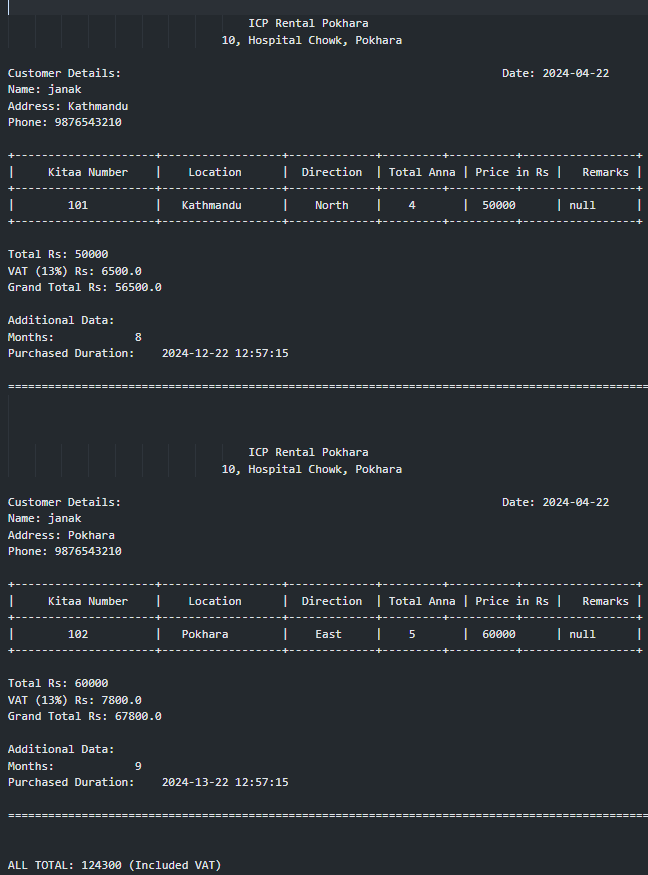 ICP Rental Pokhara
10, Hospital Chowk, Pokhara
Customer Details: Date: 2024-04-22
Name: janak
Address: Kathmandu
Phone: 9876543210
+---------------------+------------------+-------------+---------+----------+-----------------+
| Kitaa Number | Location | Direction | Total Anna | Price in Rs | Remarks |
+---------------------+------------------+-------------+---------+----------+-----------------+
| 101 | Kathmandu | North | 4 | 50000 | null |
+---------------------+------------------+-------------+---------+----------+-----------------+
Total Rs: 50000
VAT (13%) Rs: 6500.0
Grand Total Rs: 56500.0
Additional Data:
Months: 8
Purchased Duration: 2024-12-22 12:57:15
================================================================================================
ICP Rental Pokhara
10, Hospital Chowk, Pokhara
Customer Details: Date: 2024-04-22
Name: janak
Address: Pokhara
Phone: 9876543210
+---------------------+------------------+-------------+---------+----------+-----------------+
| Kitaa Number | Location | Direction | Total Anna | Price in Rs | Remarks |
+---------------------+------------------+-------------+---------+----------+-----------------+
| 102 | Pokhara | East | 5 | 60000 | null |
+---------------------+------------------+-------------+---------+----------+-----------------+
Total Rs: 60000
VAT (13%) Rs: 7800.0
Grand Total Rs: 67800.0
Additional Data:
Months: 9
Purchased Duration: 2024-13-22 12:57:15
================================================================================================
ALL TOTAL: 124300 (Included VAT)